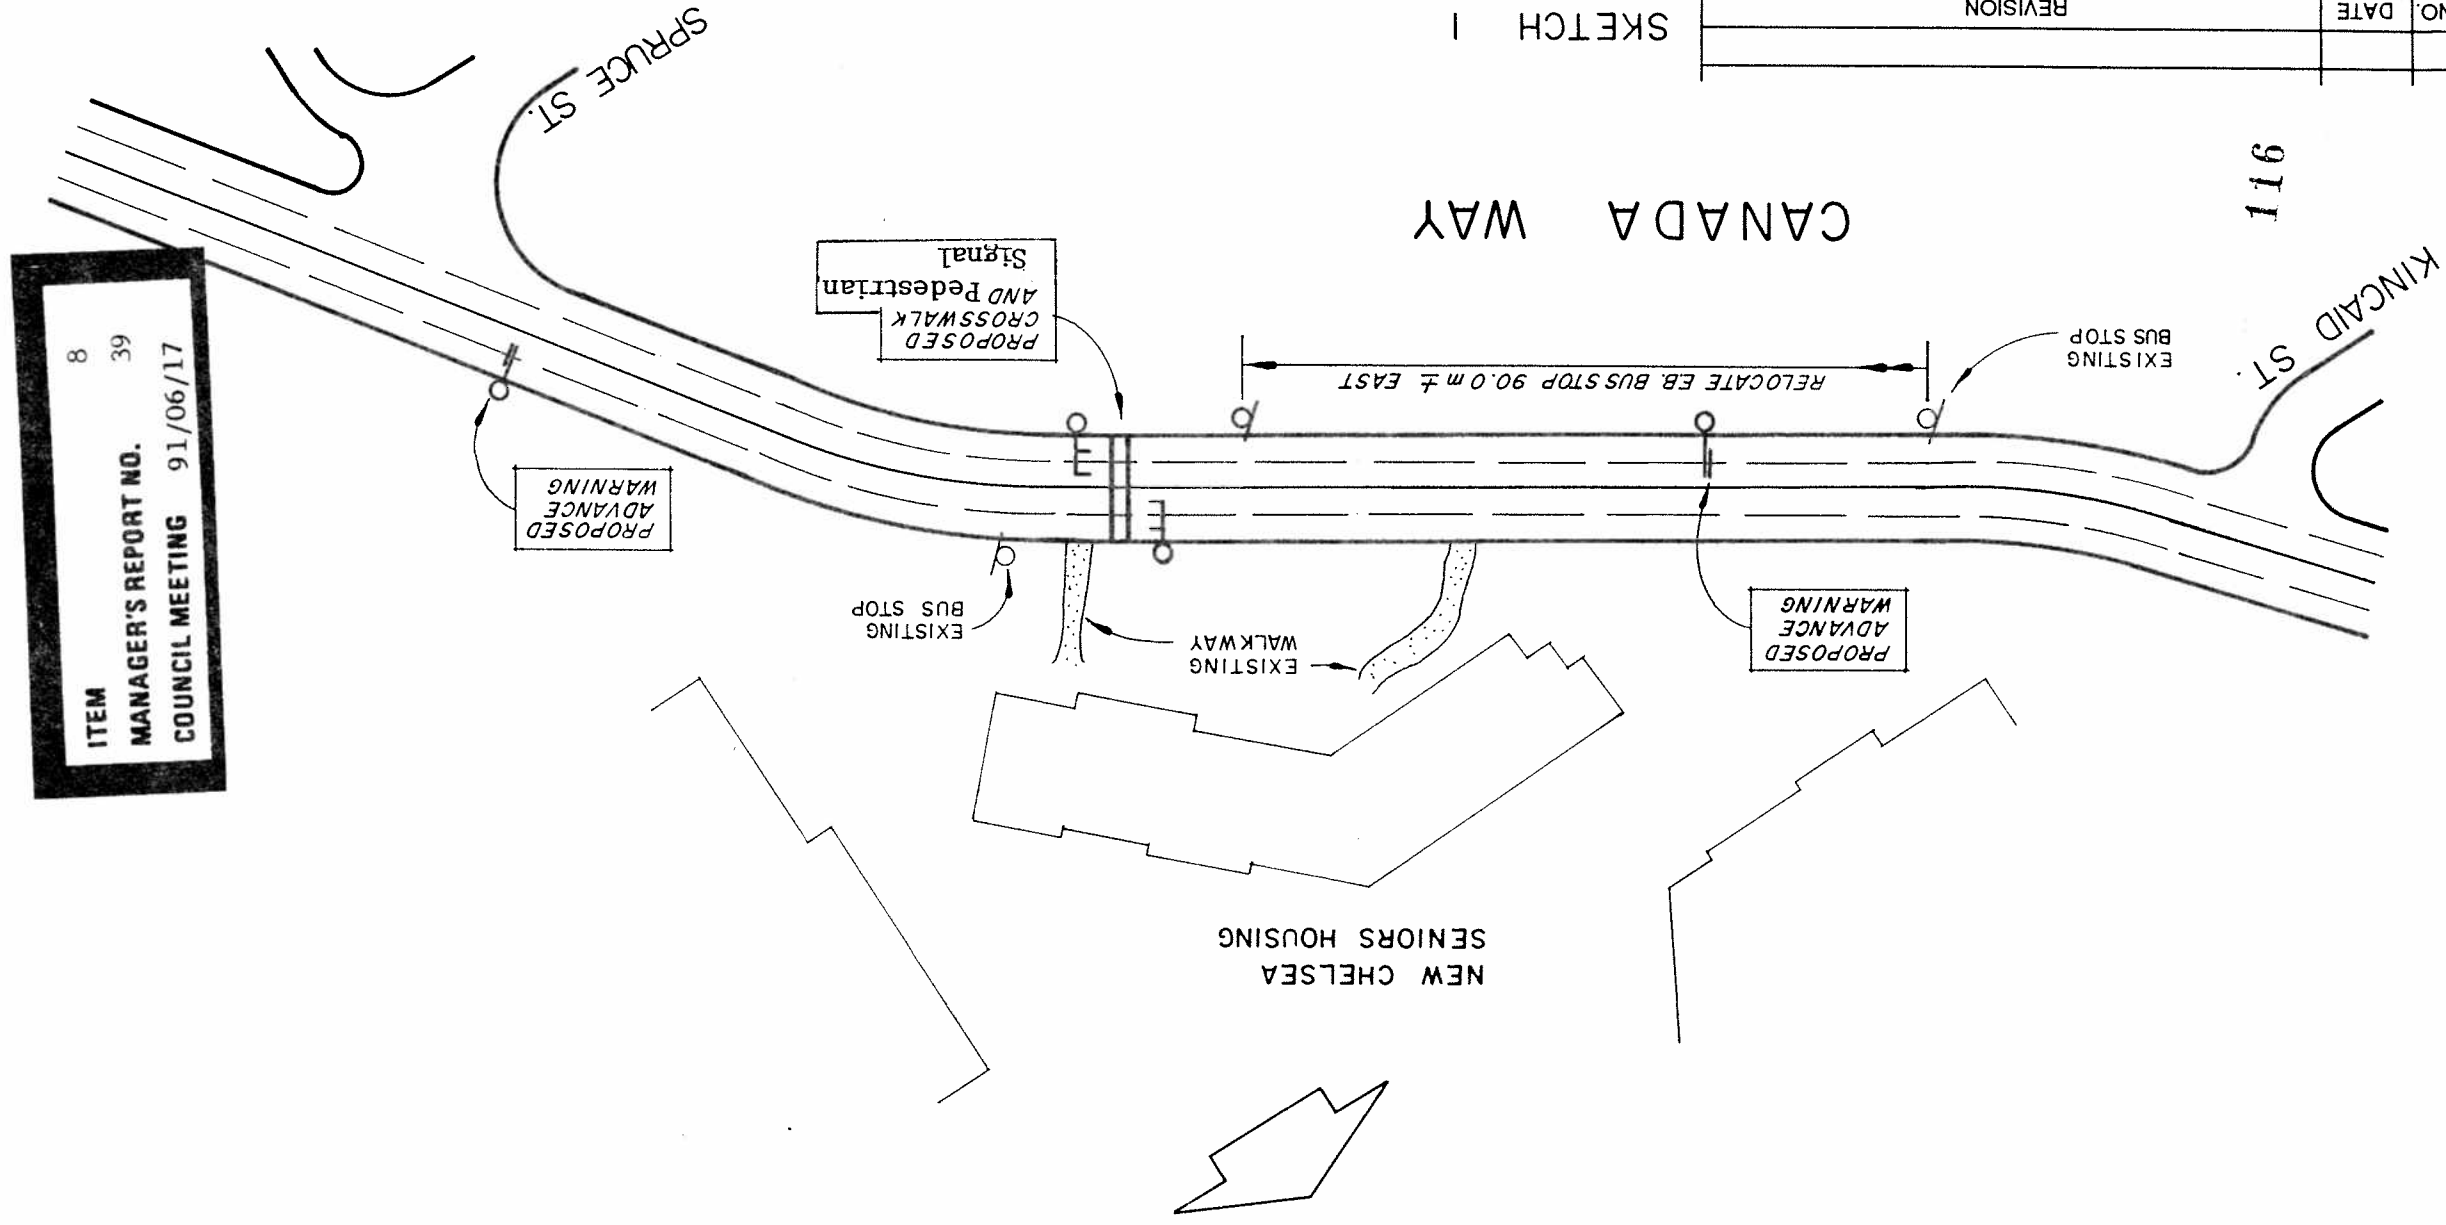 ITEM 8
MANAGER'S REPORT NO. 39
COUNCIL MEETING 91/06/17
NEW CHELSEA
SENIORS HOUSING
PROPOSED
ADVANCE
WARNING
EXISTING
WALKWAY
EXISTING
BUS STOP
PROPOSED
ADVANCE
WARNING
KINCAID ST.
EXISTING
BUS STOP
RELOCATE EB. BUS STOP 90.0 m ± EAST
PROPOSED
CROSSWALK
AND Pedestrian
Signal
CANADA WAY
SPRUCE ST.
116
NO. DATE REVISION
SKETCH 1